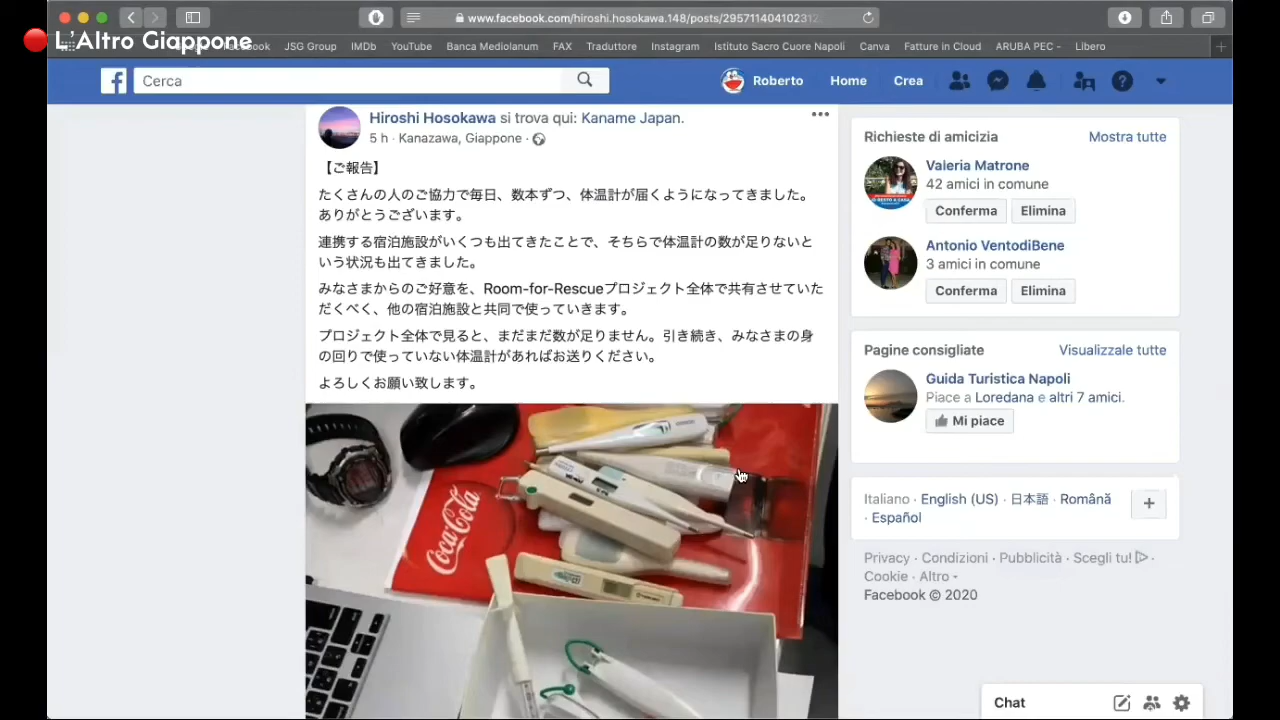 L'Altro Giappone
www.facebook.com/hiroshi.hosokawa.148/posts/295711404102312
JSG Group
IMDb
YouTube
Banca Mediolanum
FAX
Traduttore
Instagram
Istituto Sacro Cuore Napoli
Canva
Fatture in Cloud
ARUBA PEC
Libero
Cerca
Roberto
Home
Crea
Hiroshi Hosokawa si trova qui: Kaname Japan.
5 h · Kanazawa, Giappone ·
【ご報告】
たくさんの人のご協力で毎日、数本ずつ、体温計が届くようになってきました。
ありがとうございます。
連携する宿泊施設がいくつも出てきたことで、そちらで体温計の数が足りないと
いう状況も出てきました。
みなさまからのご好意を、Room-for-Rescueプロジェクト全体で共有させていた
だくべく、他の宿泊施設と共同で使っていきます。
プロジェクト全体で見ると、まだまだ数が足りません。引き続き、みなさまの身
の回りで使っていない体温計があればお送りください。
よろしくお願い致します。
Coca-Cola
Richieste di amicizia
Mostra tutte
Valeria Matrone
42 amici in comune
Conferma
Elimina
Antonio VentodiBene
3 amici in comune
Conferma
Elimina
Pagine consigliate
Visualizzale tutte
Guida Turistica Napoli
Piace a Loredana e altri 7 amici.
Mi piace
Italiano · English (US) · 日本語 · Română
· Español
Privacy · Condizioni · Pubblicità · Scegli tu! ·
Cookie · Altro
Facebook © 2020
Chat